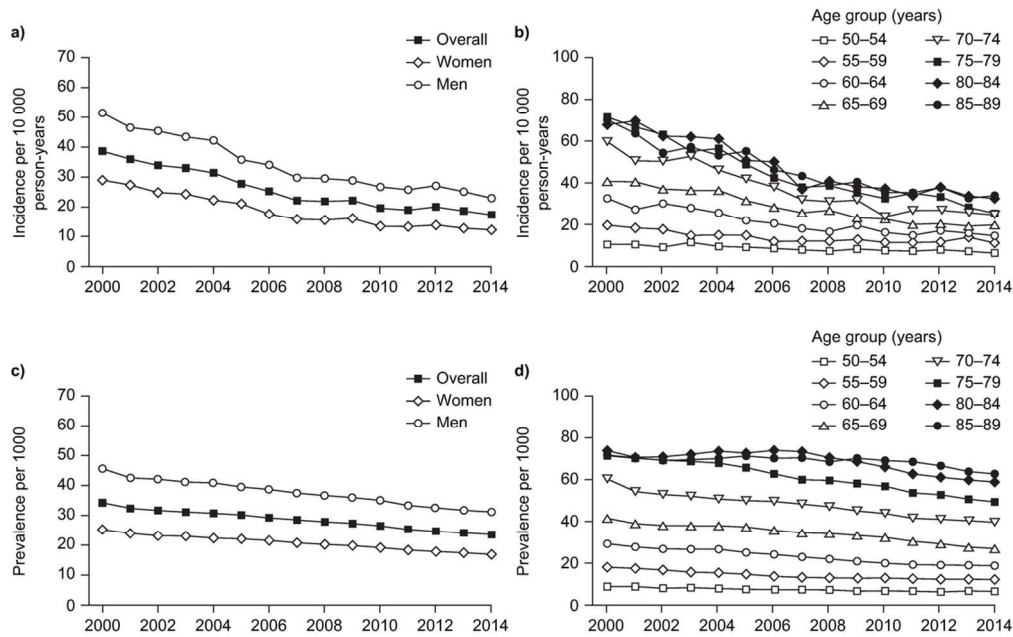 a)
Overall
Women
Men
Incidence per 10 000
person-years
70
60
50
40
30
20
10
0
2000 2002 2004 2006 2008 2010 2012 2014
b)
Age group (years)
50–54 70–74
55–59 75–79
60–64 80–84
65–69 85–89
Incidence per 10 000
person-years
100
80
60
40
20
0
2000 2002 2004 2006 2008 2010 2012 2014
c)
Overall
Women
Men
Prevalence per 1000
70
60
50
40
30
20
10
0
2000 2002 2004 2006 2008 2010 2012 2014
d)
Age group (years)
50–54 70–74
55–59 75–79
60–64 80–84
65–69 85–89
Prevalence per 1000
100
80
60
40
20
0
2000 2002 2004 2006 2008 2010 2012 2014